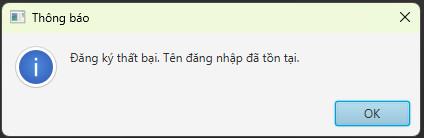 Thông báo
Đăng ký thất bại. Tên đăng nhập đã tồn tại.
OK